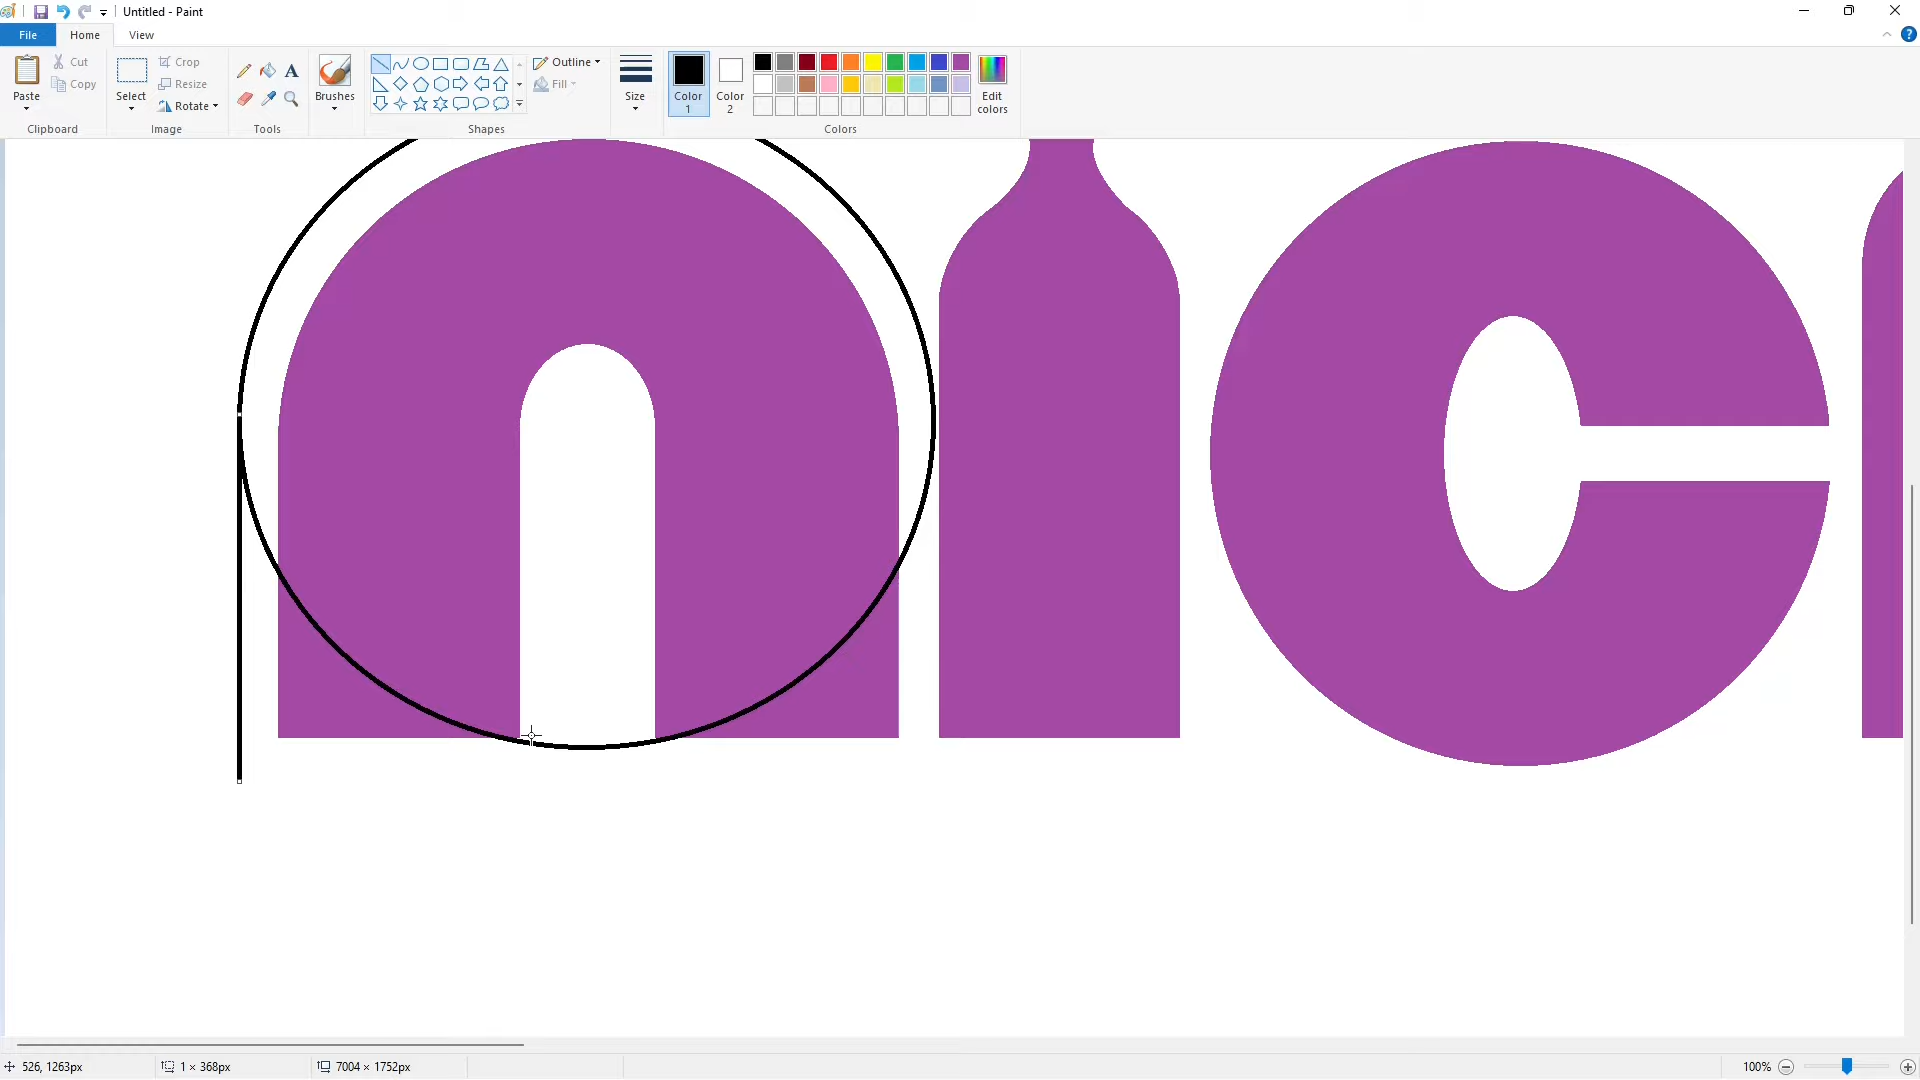 Untitled - Paint
File Home View
Paste
Cut
Copy
Clipboard
Select
Crop
Resize
Rotate
Image
A
Tools
Brushes
Shapes
Outline
Fill
Size
Color 1
Color 2
Edit colors
Colors
?
nic
526, 1263px
1 × 368px
7004 × 1752px
100%